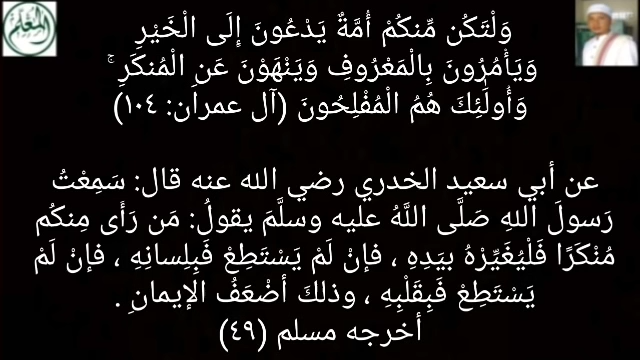 المعلم
وَلْتَكُن مِّنكُمْ أُمَّةٌ يَدْعُونَ إِلَى الْخَيْرِ
وَيَأْمُرُونَ بِالْمَعْرُوفِ وَيَنْهَوْنَ عَنِ الْمُنكَرِ ۚ
وَأُولَٰئِكَ هُمُ الْمُفْلِحُونَ (آل عمران: ١٠٤)
عن أبي سعيد الخدري رضي الله عنه قال: سَمِعْتُ
رَسولَ اللهِ صَلَّى اللَّهُ عليه وسلَّمَ يقولُ: مَن رَأَى مِنكُم
مُنْكَرًا فَلْيُغَيِّرْهُ بيَدِهِ ، فإنْ لَمْ يَسْتَطِعْ فَبِلِسانِهِ ، فإنْ لَمْ
يَسْتَطِعْ فَبِقَلْبِهِ ، وذلكَ أضْعَفُ الإيمانِ .
أخرجه مسلم (٤٩)